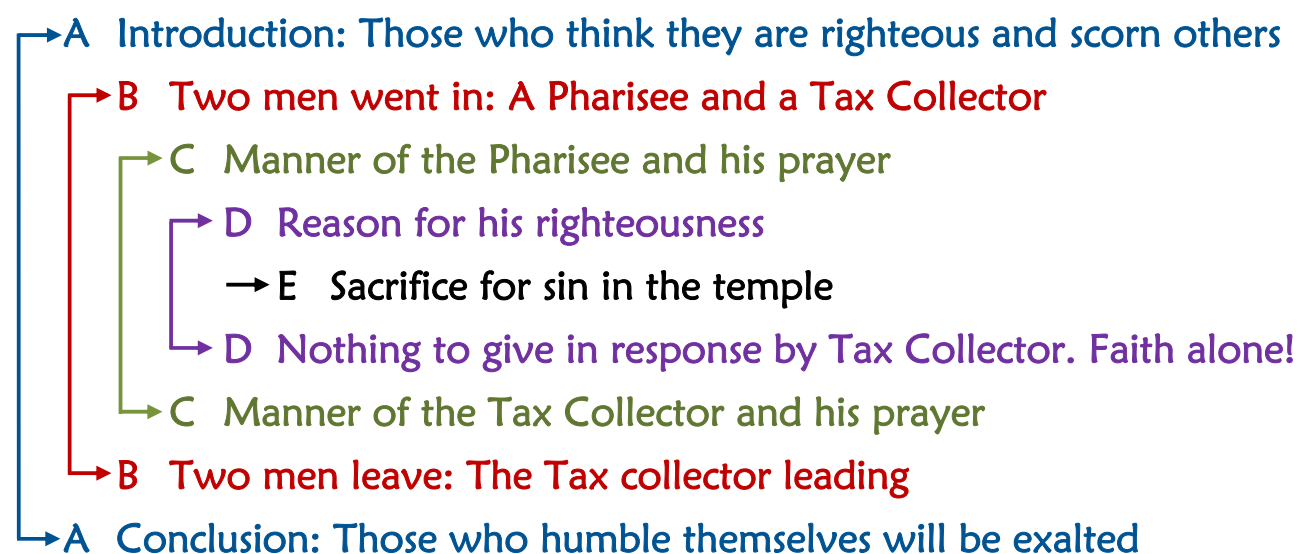 A Introduction: Those who think they are righteous and scorn others
B Two men went in: A Pharisee and a Tax Collector
C Manner of the Pharisee and his prayer
D Reason for his righteousness
E Sacrifice for sin in the temple
D Nothing to give in response by Tax Collector. Faith alone!
C Manner of the Tax Collector and his prayer
B Two men leave: The Tax collector leading
A Conclusion: Those who humble themselves will be exalted